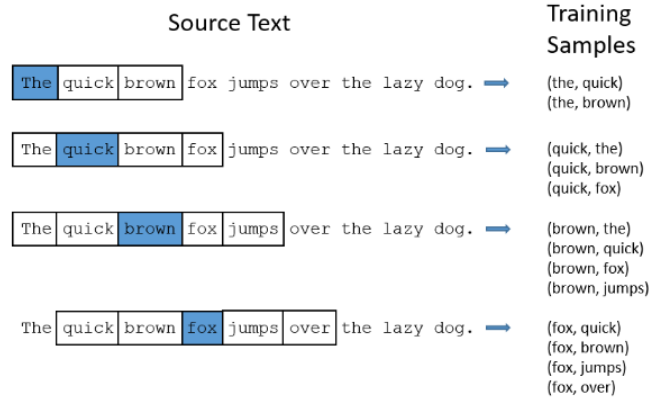 Source Text
Training
Samples
The quick brown fox jumps over the lazy dog.
(the, quick)
(the, brown)
The quick brown fox jumps over the lazy dog.
(quick, the)
(quick, brown)
(quick, fox)
The quick brown fox jumps over the lazy dog.
(brown, the)
(brown, quick)
(brown, fox)
(brown, jumps)
The quick brown fox jumps over the lazy dog.
(fox, quick)
(fox, brown)
(fox, jumps)
(fox, over)